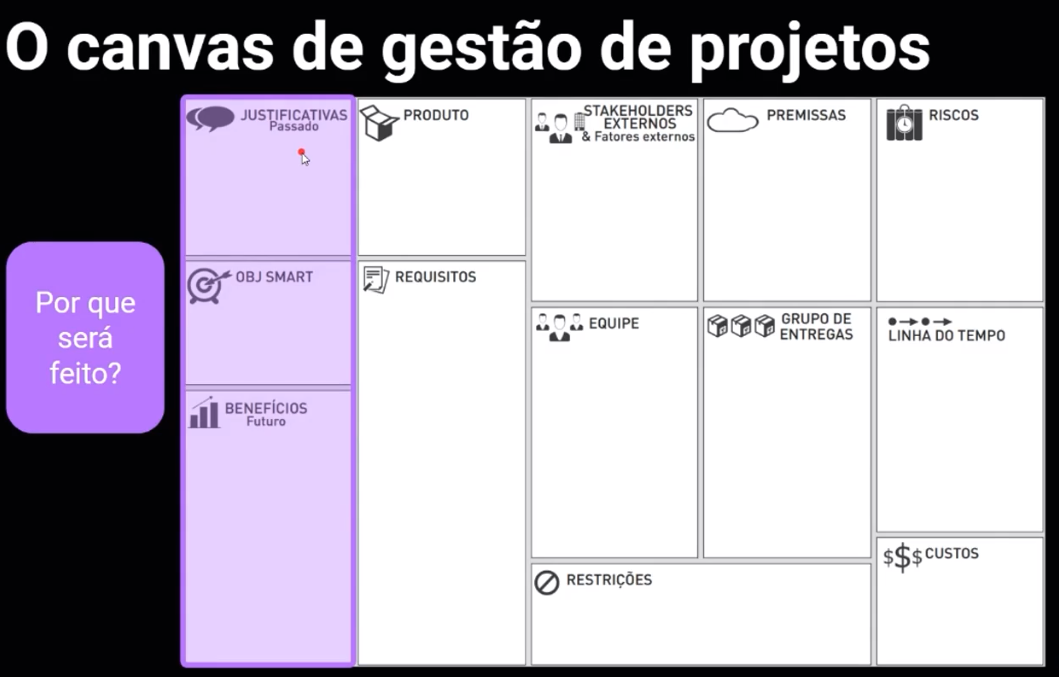 O canvas de gestão de projetos
Por que
será
feito?
JUSTIFICATIVAS
Passado
OBJ SMART
BENEFÍCIOS
Futuro
PRODUTO
REQUISITOS
STAKEHOLDERS
EXTERNOS
& Fatores externos
EQUIPE
PREMISSAS
GRUPO DE
ENTREGAS
RESTRIÇÕES
RISCOS
LINHA DO TEMPO
$$$ CUSTOS